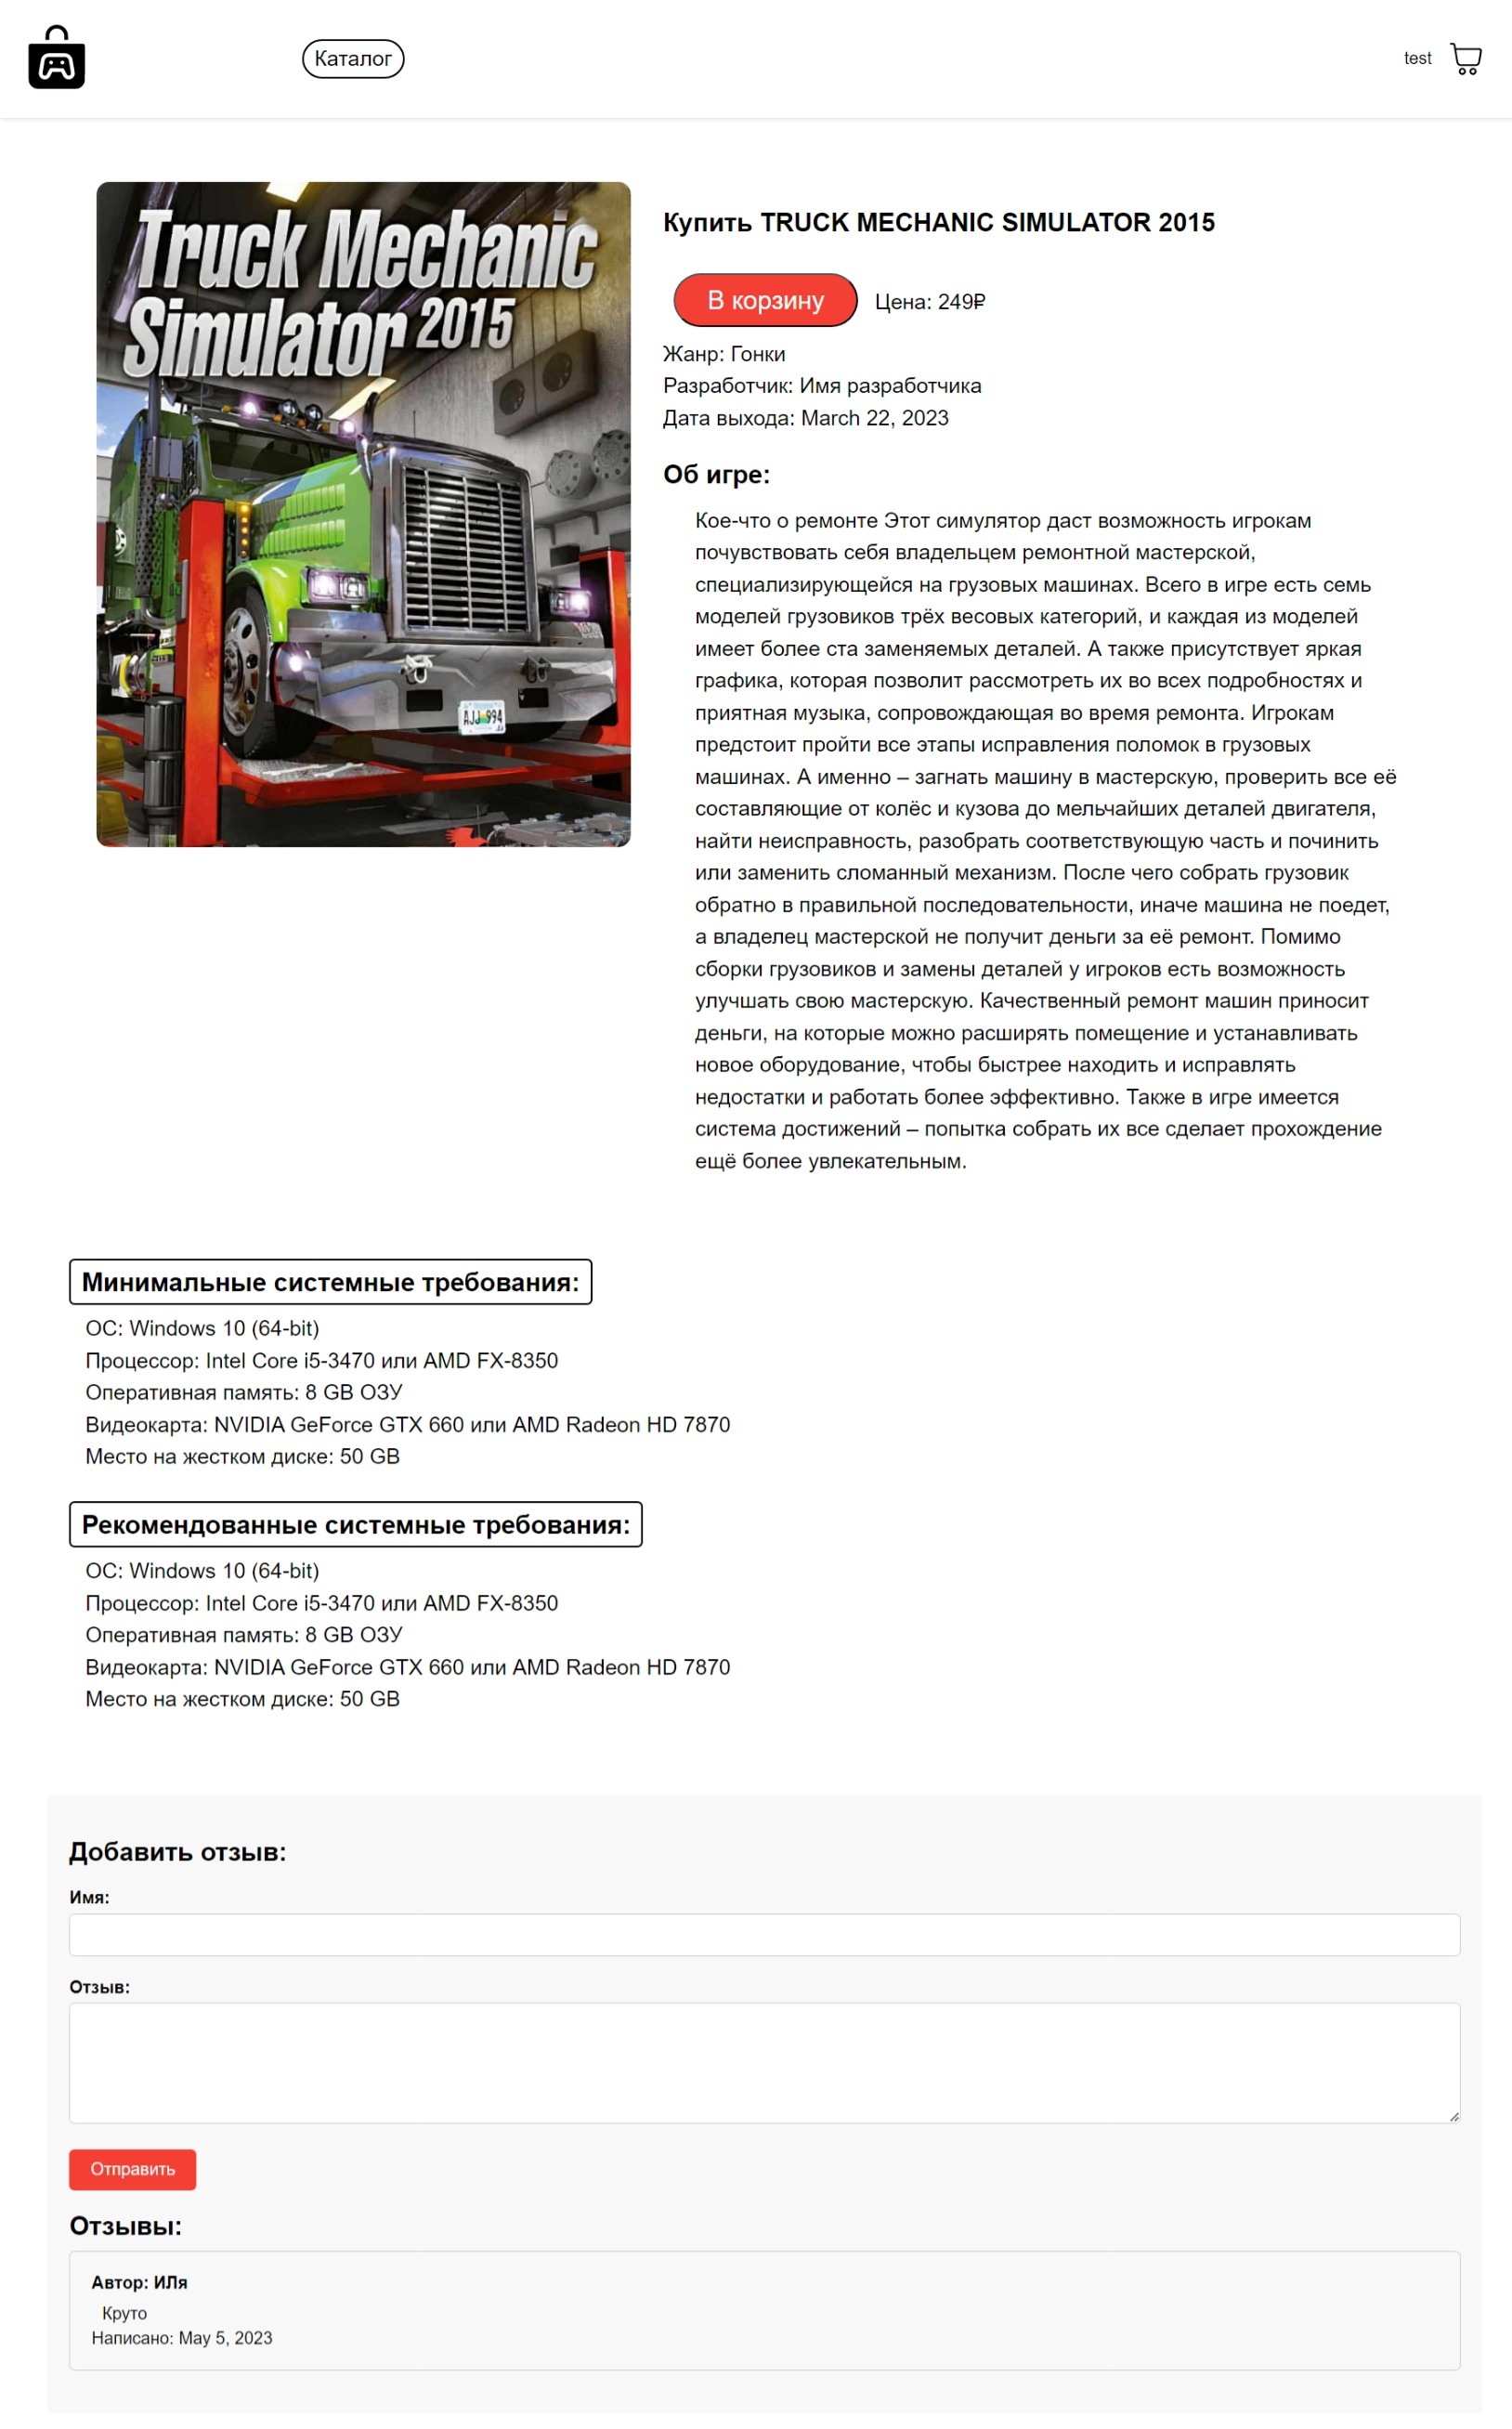 Каталог
test
Truck Mechanic
Simulator 2015
AJJ 994
Купить TRUCK MECHANIC SIMULATOR 2015
В корзину
Цена: 249₽
Жанр: Гонки
Разработчик: Имя разработчика
Дата выхода: March 22, 2023
Об игре:
Кое-что о ремонте Этот симулятор даст возможность игрокам
почувствовать себя владельцем ремонтной мастерской,
специализирующейся на грузовых машинах. Всего в игре есть семь
моделей грузовиков трёх весовых категорий, и каждая из моделей
имеет более ста заменяемых деталей. А также присутствует яркая
графика, которая позволит рассмотреть их во всех подробностях и
приятная музыка, сопровождающая во время ремонта. Игрокам
предстоит пройти все этапы исправления поломок в грузовых
машинах. А именно – загнать машину в мастерскую, проверить все её
составляющие от колёс и кузова до мельчайших деталей двигателя,
найти неисправность, разобрать соответствующую часть и починить
или заменить сломанный механизм. После чего собрать грузовик
обратно в правильной последовательности, иначе машина не поедет,
а владелец мастерской не получит деньги за её ремонт. Помимо
сборки грузовиков и замены деталей у игроков есть возможность
улучшать свою мастерскую. Качественный ремонт машин приносит
деньги, на которые можно расширять помещение и устанавливать
новое оборудование, чтобы быстрее находить и исправлять
недостатки и работать более эффективно. Также в игре имеется
система достижений – попытка собрать их все сделает прохождение
ещё более увлекательным.
Минимальные системные требования:
ОС: Windows 10 (64-bit)
Процессор: Intel Core i5-3470 или AMD FX-8350
Оперативная память: 8 GB ОЗУ
Видеокарта: NVIDIA GeForce GTX 660 или AMD Radeon HD 7870
Место на жестком диске: 50 GB
Рекомендованные системные требования:
ОС: Windows 10 (64-bit)
Процессор: Intel Core i5-3470 или AMD FX-8350
Оперативная память: 8 GB ОЗУ
Видеокарта: NVIDIA GeForce GTX 660 или AMD Radeon HD 7870
Место на жестком диске: 50 GB
Добавить отзыв:
Имя:
Отзыв:
Отправить
Отзывы:
Автор: ИЛя
Круто
Написано: May 5, 2023